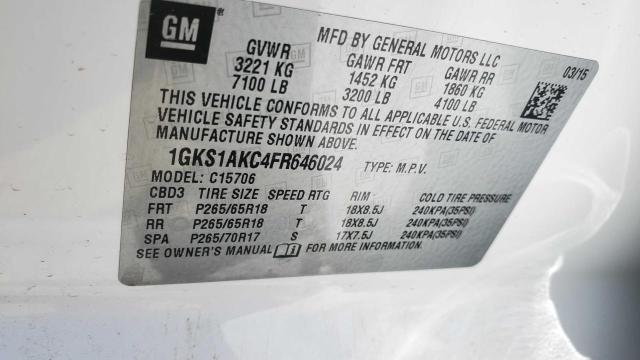 GM
MFD BY GENERAL MOTORS LLC
03/15
GVWR GAWR FRT GAWR RR
3221 KG 1452 KG 1860 KG
7100 LB 3200 LB 4100 LB
THIS VEHICLE CONFORMS TO ALL APPLICABLE U.S. FEDERAL MOTOR
VEHICLE SAFETY STANDARDS IN EFFECT ON THE DATE OF
1GKS1AKC4FR646024 TYPE: M.P.V.
MODEL: C15706
CBD3 TIRE SIZE SPEED RTG RIM COLD TIRE PRESSURE
FRT P265/65R18 T 18X8.5J 240KPA(35PSI)
RR P265/65R18 T 18X8.5J 240KPA(35PSI)
SPA P265/70R17 S 17X7.5J 240KPA(35PSI)
SEE OWNER'S MANUAL FOR MORE INFORMATION